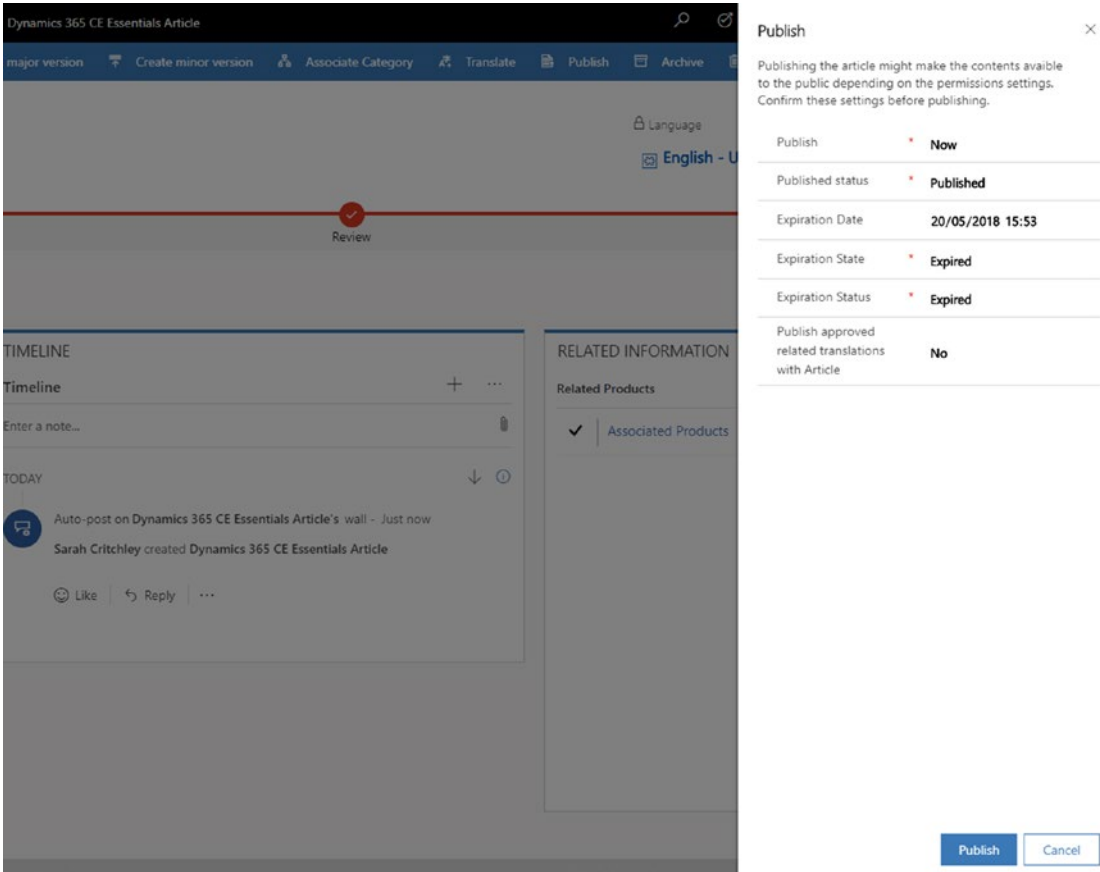 Dynamics 365 CE Essentials Article
major version
Create minor version
Associate Category
Translate
Publish
Archive
Language
English - U
Review
TIMELINE
Timeline
Enter a note...
TODAY
Auto-post on Dynamics 365 CE Essentials Article's wall - Just now
Sarah Critchley created Dynamics 365 CE Essentials Article
Like
Reply
RELATED INFORMATION
Related Products
Associated Products
Publish
Publishing the article might make the contents avaible
to the public depending on the permissions settings.
Confirm these settings before publishing.
Publish * Now
Published status * Published
Expiration Date 20/05/2018 15:53
Expiration State * Expired
Expiration Status * Expired
Publish approved
related translations
with Article
No
Publish
Cancel